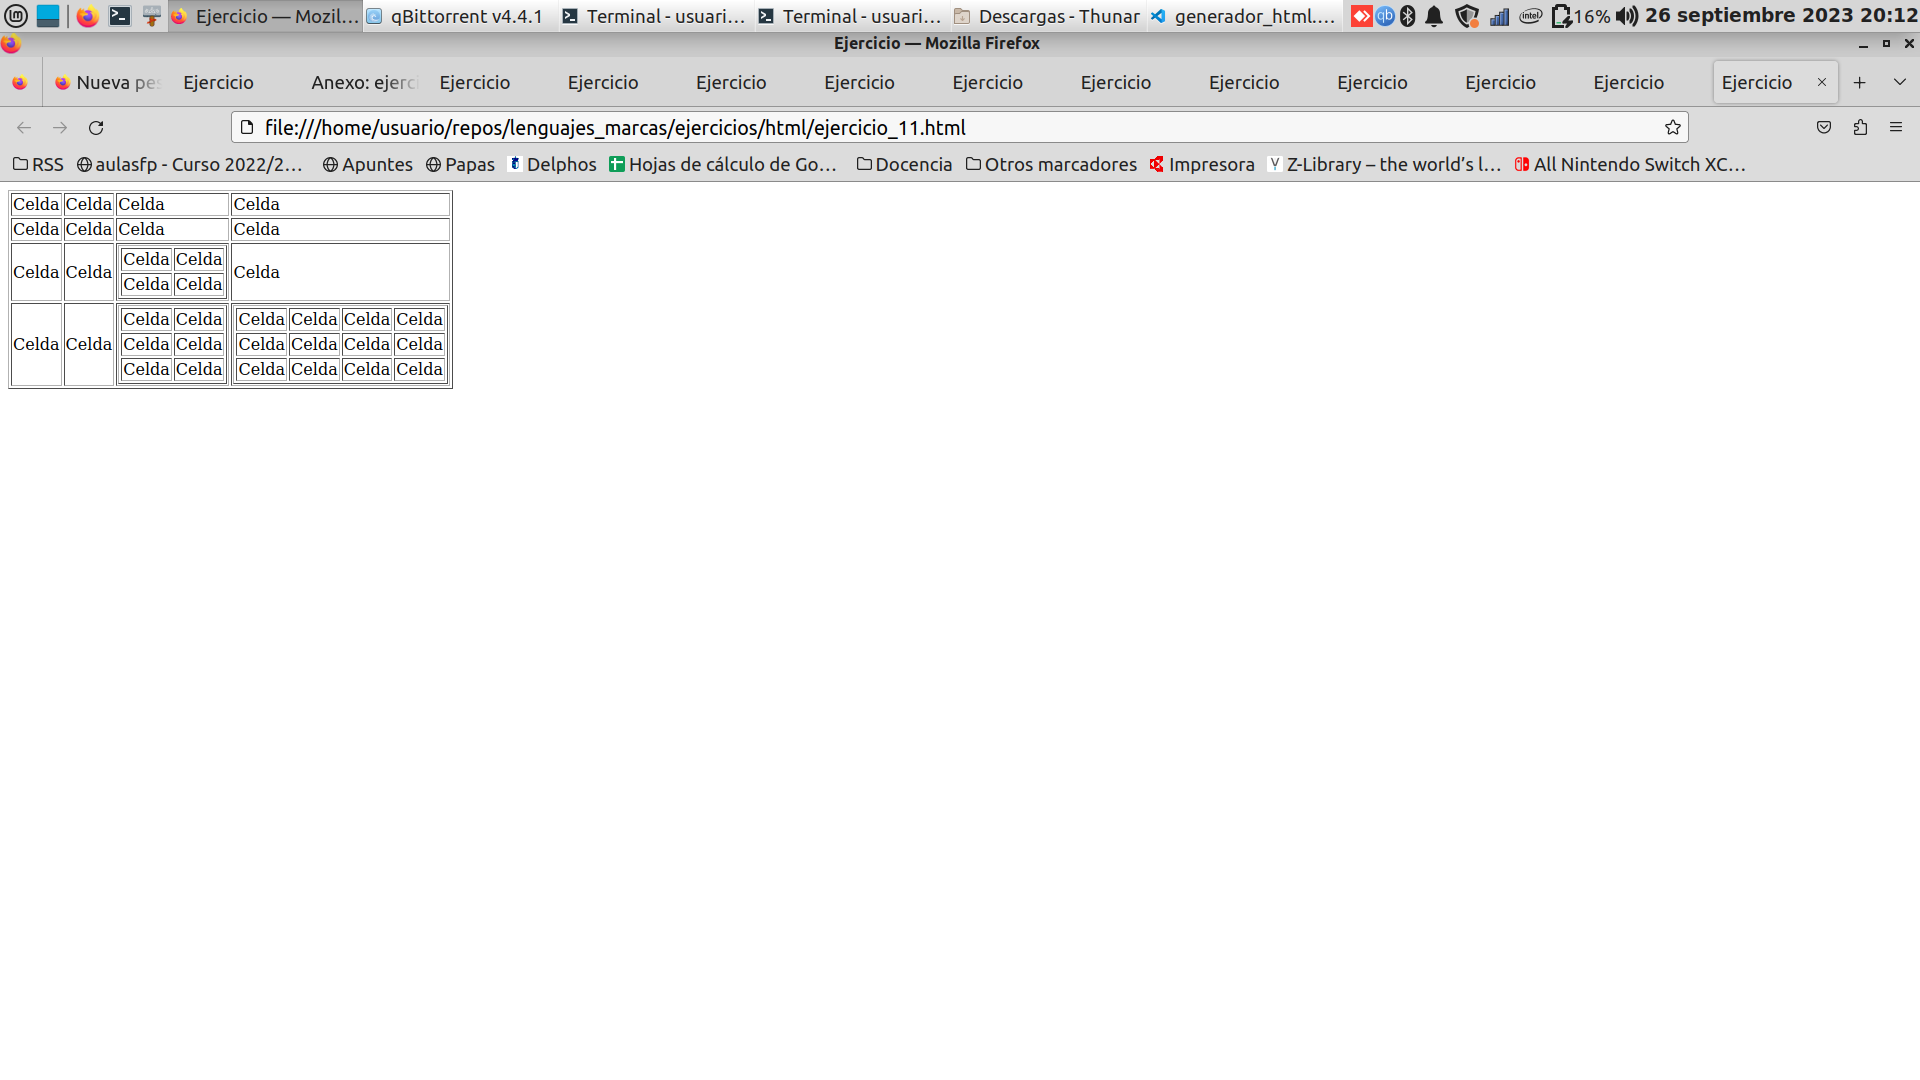 Ejercicio — Mozil... qBittorrent v4.4.1 Terminal - usuari... Terminal - usuari... Descargas - Thunar generador_html.... qb intel 16% 26 septiembre 2023 20:12
Ejercicio — Mozilla Firefox
Nueva pes Ejercicio Anexo: ejerci Ejercicio Ejercicio Ejercicio Ejercicio Ejercicio Ejercicio Ejercicio Ejercicio Ejercicio Ejercicio Ejercicio
file:///home/usuario/repos/lenguajes_marcas/ejercicios/html/ejercicio_11.html
RSS aulasfp - Curso 2022/2... Apuntes Papas Delphos Hojas de cálculo de Go... Docencia Otros marcadores Impresora Z-Library – the world's l... All Nintendo Switch XC...
Celda Celda Celda Celda
Celda Celda Celda Celda
Celda Celda
Celda Celda
Celda Celda
Celda
Celda Celda
Celda Celda
Celda Celda
Celda Celda
Celda Celda Celda Celda
Celda Celda Celda Celda
Celda Celda Celda Celda